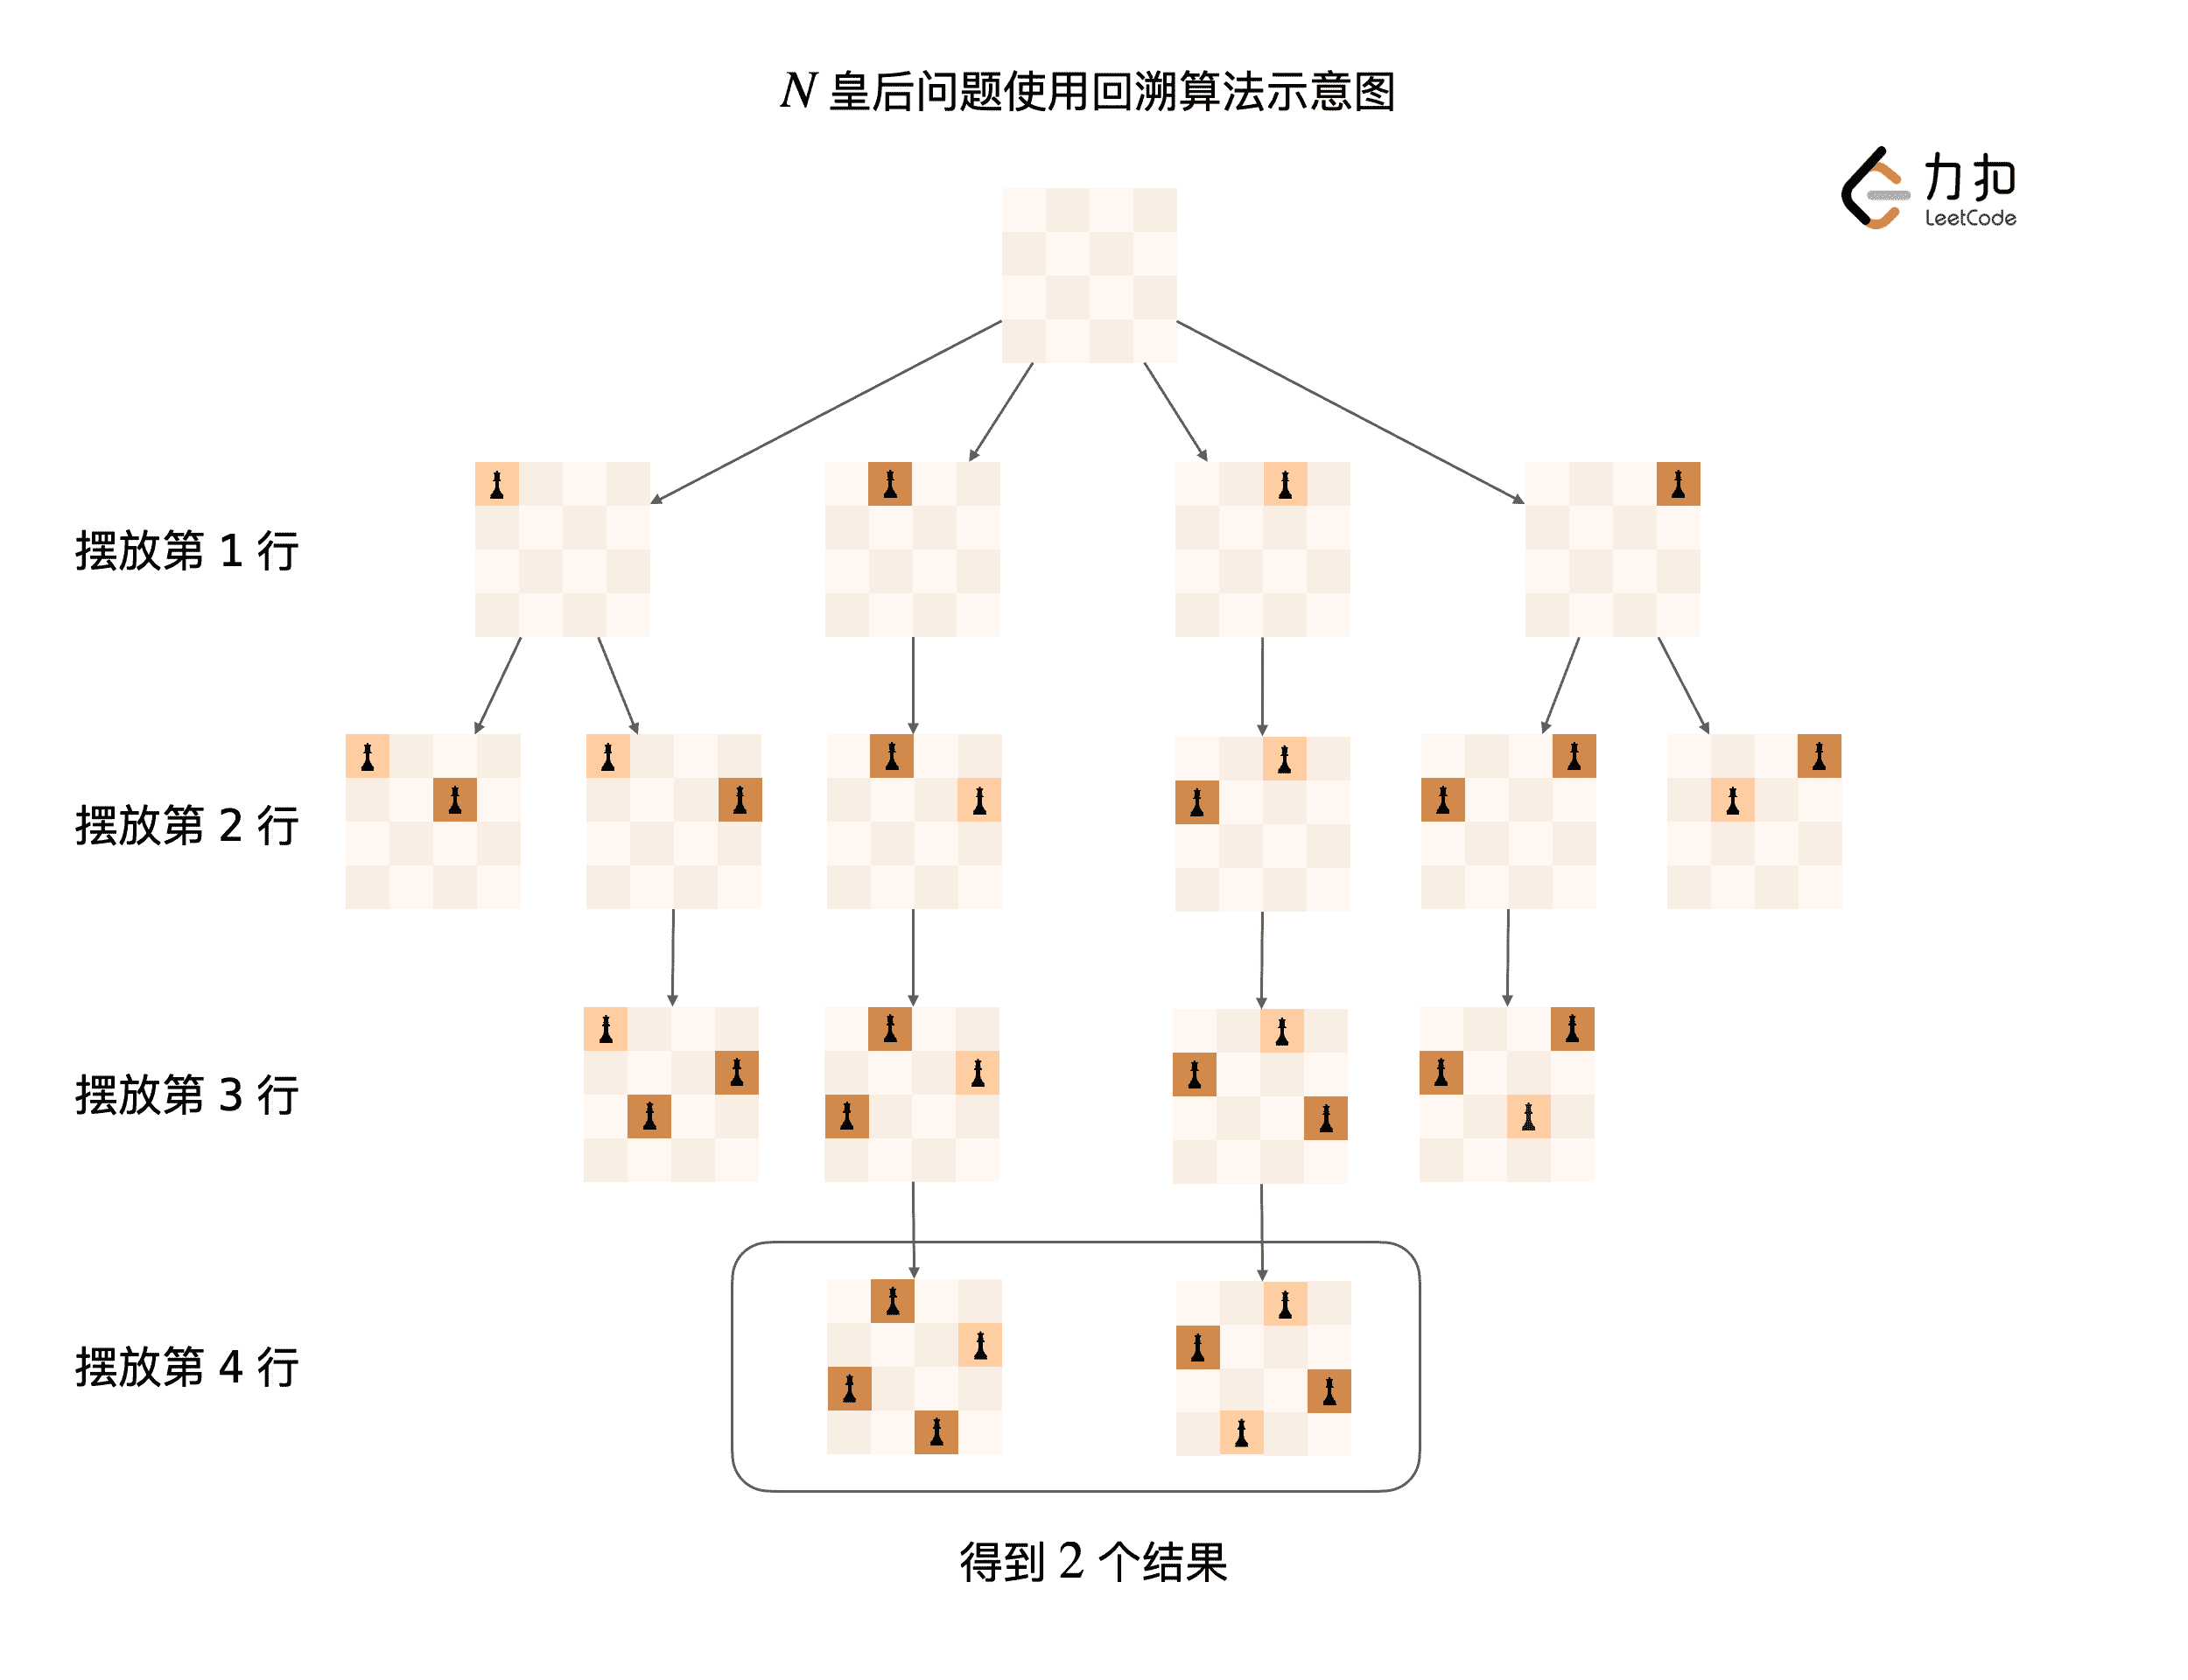 N 皇后问题使用回溯算法示意图
力扣
LeetCode
摆放第 1 行
摆放第 2 行
摆放第 3 行
摆放第 4 行
得到 2 个结果